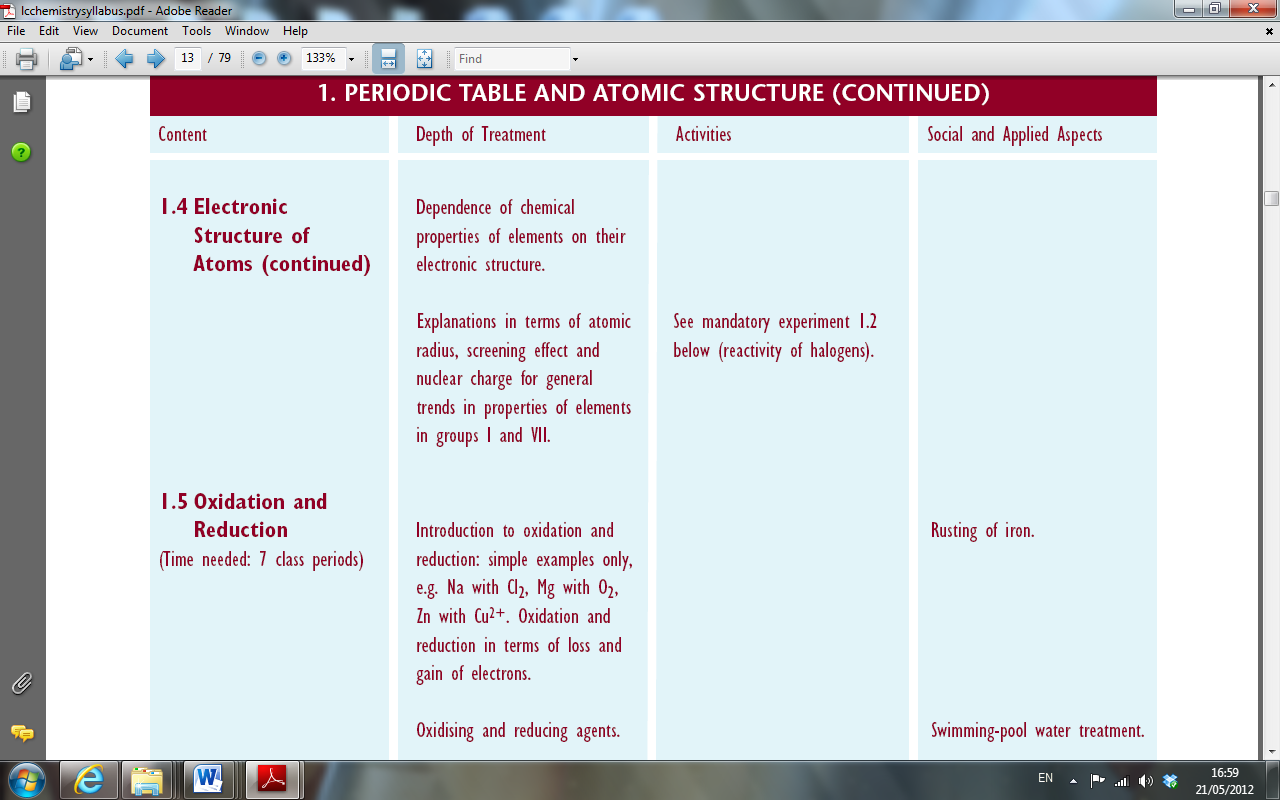 lcchemistrysyllabus.pdf - Adobe Reader
File Edit View Document Tools Window Help
13 / 79 133% Find
1. PERIODIC TABLE AND ATOMIC STRUCTURE (CONTINUED)
Content Depth of Treatment Activities Social and Applied Aspects
1.4 Electronic
Structure of
Atoms (continued)
Dependence of chemical
properties of elements on their
electronic structure.
Explanations in terms of atomic
radius, screening effect and
nuclear charge for general
trends in properties of elements
in groups I and VII.
See mandatory experiment 1.2
below (reactivity of halogens).
1.5 Oxidation and
Reduction
(Time needed: 7 class periods)
Introduction to oxidation and
reduction: simple examples only,
e.g. Na with Cl₂, Mg with O₂,
Zn with Cu²⁺. Oxidation and
reduction in terms of loss and
gain of electrons.
Oxidising and reducing agents.
Rusting of iron.
Swimming-pool water treatment.
EN
16:59
21/05/2012